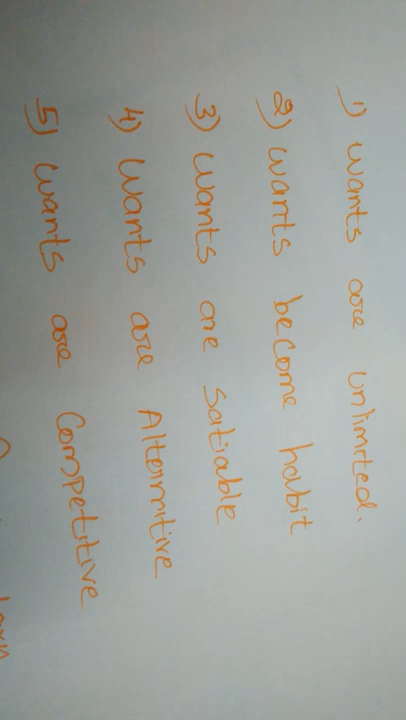 1) wants are unlimited.
2) wants become habit
3) wants are satiable
4) wants are Alternitive
5) wants are Competitive